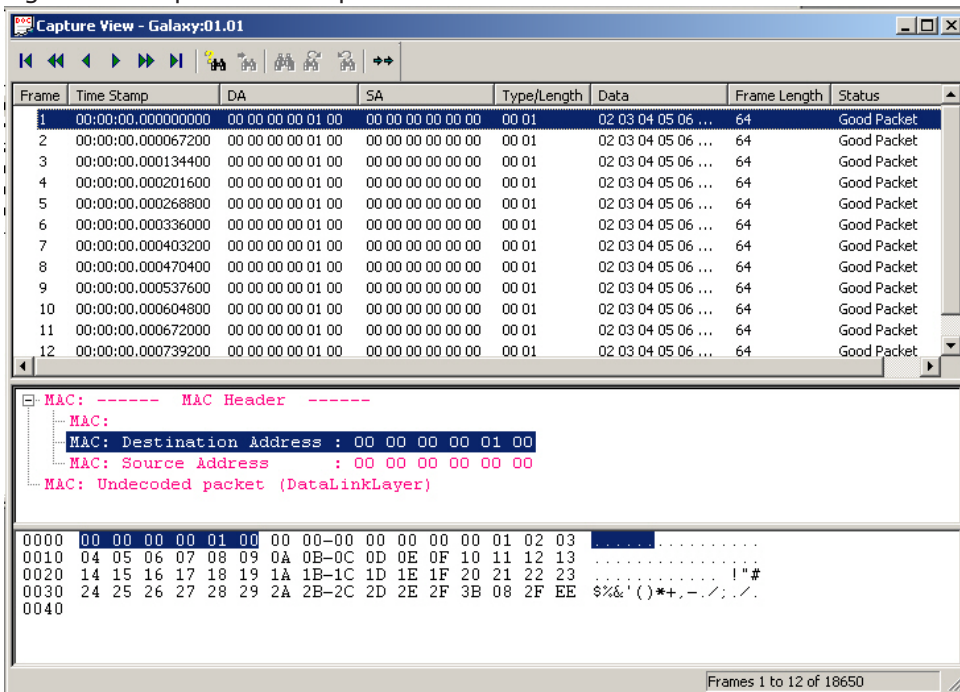 Capture View - Galaxy:01.01
Frame Time Stamp DA SA Type/Length Data Frame Length Status
1 00:00:00.000000000 00 00 00 00 01 00 00 00 00 00 00 00 00 01 02 03 04 05 06 ... 64 Good Packet
2 00:00:00.000067200 00 00 00 00 01 00 00 00 00 00 00 00 00 01 02 03 04 05 06 ... 64 Good Packet
3 00:00:00.000134400 00 00 00 00 01 00 00 00 00 00 00 00 00 01 02 03 04 05 06 ... 64 Good Packet
4 00:00:00.000201600 00 00 00 00 01 00 00 00 00 00 00 00 00 01 02 03 04 05 06 ... 64 Good Packet
5 00:00:00.000268800 00 00 00 00 01 00 00 00 00 00 00 00 00 01 02 03 04 05 06 ... 64 Good Packet
6 00:00:00.000336000 00 00 00 00 01 00 00 00 00 00 00 00 00 01 02 03 04 05 06 ... 64 Good Packet
7 00:00:00.000403200 00 00 00 00 01 00 00 00 00 00 00 00 00 01 02 03 04 05 06 ... 64 Good Packet
8 00:00:00.000470400 00 00 00 00 01 00 00 00 00 00 00 00 00 01 02 03 04 05 06 ... 64 Good Packet
9 00:00:00.000537600 00 00 00 00 01 00 00 00 00 00 00 00 00 01 02 03 04 05 06 ... 64 Good Packet
10 00:00:00.000604800 00 00 00 00 01 00 00 00 00 00 00 00 00 01 02 03 04 05 06 ... 64 Good Packet
11 00:00:00.000672000 00 00 00 00 01 00 00 00 00 00 00 00 00 01 02 03 04 05 06 ... 64 Good Packet
12 00:00:00.000739200 00 00 00 00 01 00 00 00 00 00 00 00 00 01 02 03 04 05 06 ... 64 Good Packet
MAC: ------ MAC Header ------
MAC:
MAC: Destination Address : 00 00 00 00 01 00
MAC: Source Address : 00 00 00 00 00 00
MAC: Undecoded packet (DataLinkLayer)
0000 00 00 00 00 01 00 00 00-00 00 00 00 00 01 02 03 ................
0010 04 05 06 07 08 09 0A 0B-0C 0D 0E 0F 10 11 12 13 ................
0020 14 15 16 17 18 19 1A 1B-1C 1D 1E 1F 20 21 22 23 ............ !"#
0030 24 25 26 27 28 29 2A 2B-2C 2D 2E 2F 3B 08 2F EE $%&'()*+,-./;./.
0040
Frames 1 to 12 of 18650